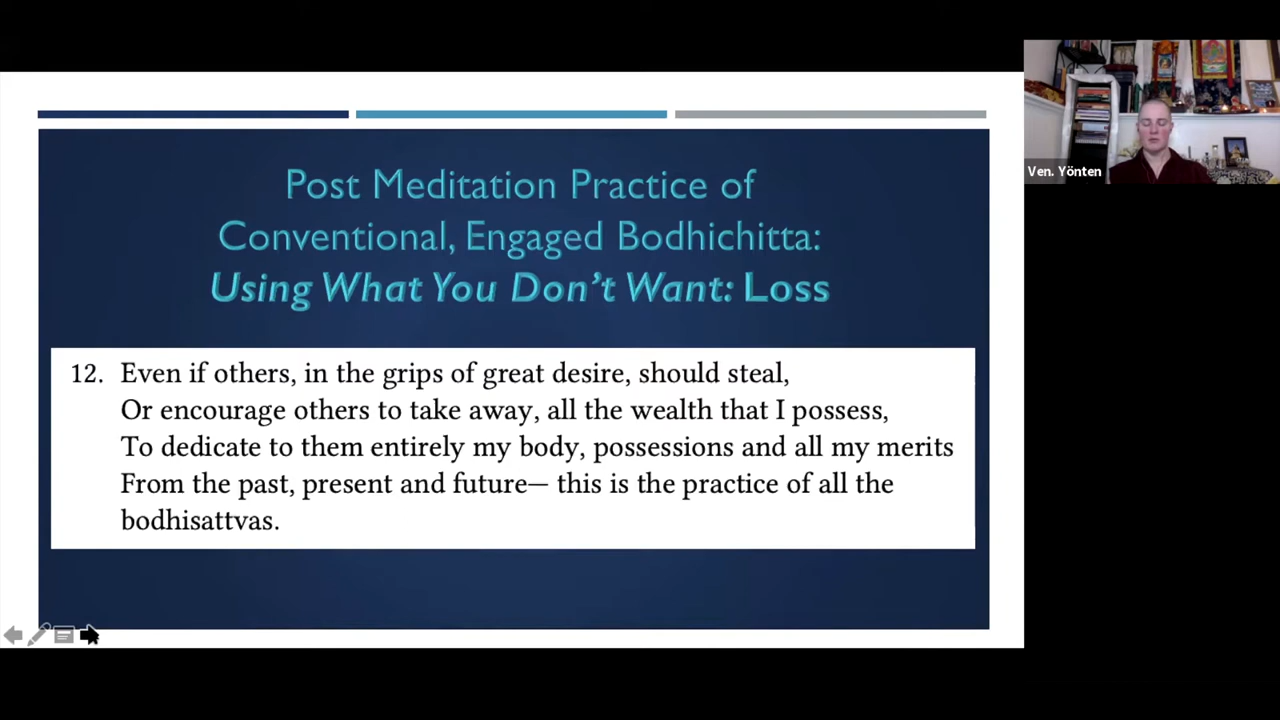 Post Meditation Practice of
Conventional, Engaged Bodhichitta:
Using What You Don't Want: Loss
12. Even if others, in the grips of great desire, should steal,
Or encourage others to take away, all the wealth that I possess,
To dedicate to them entirely my body, possessions and all my merits
From the past, present and future— this is the practice of all the
bodhisattvas.
Ven. Yönten